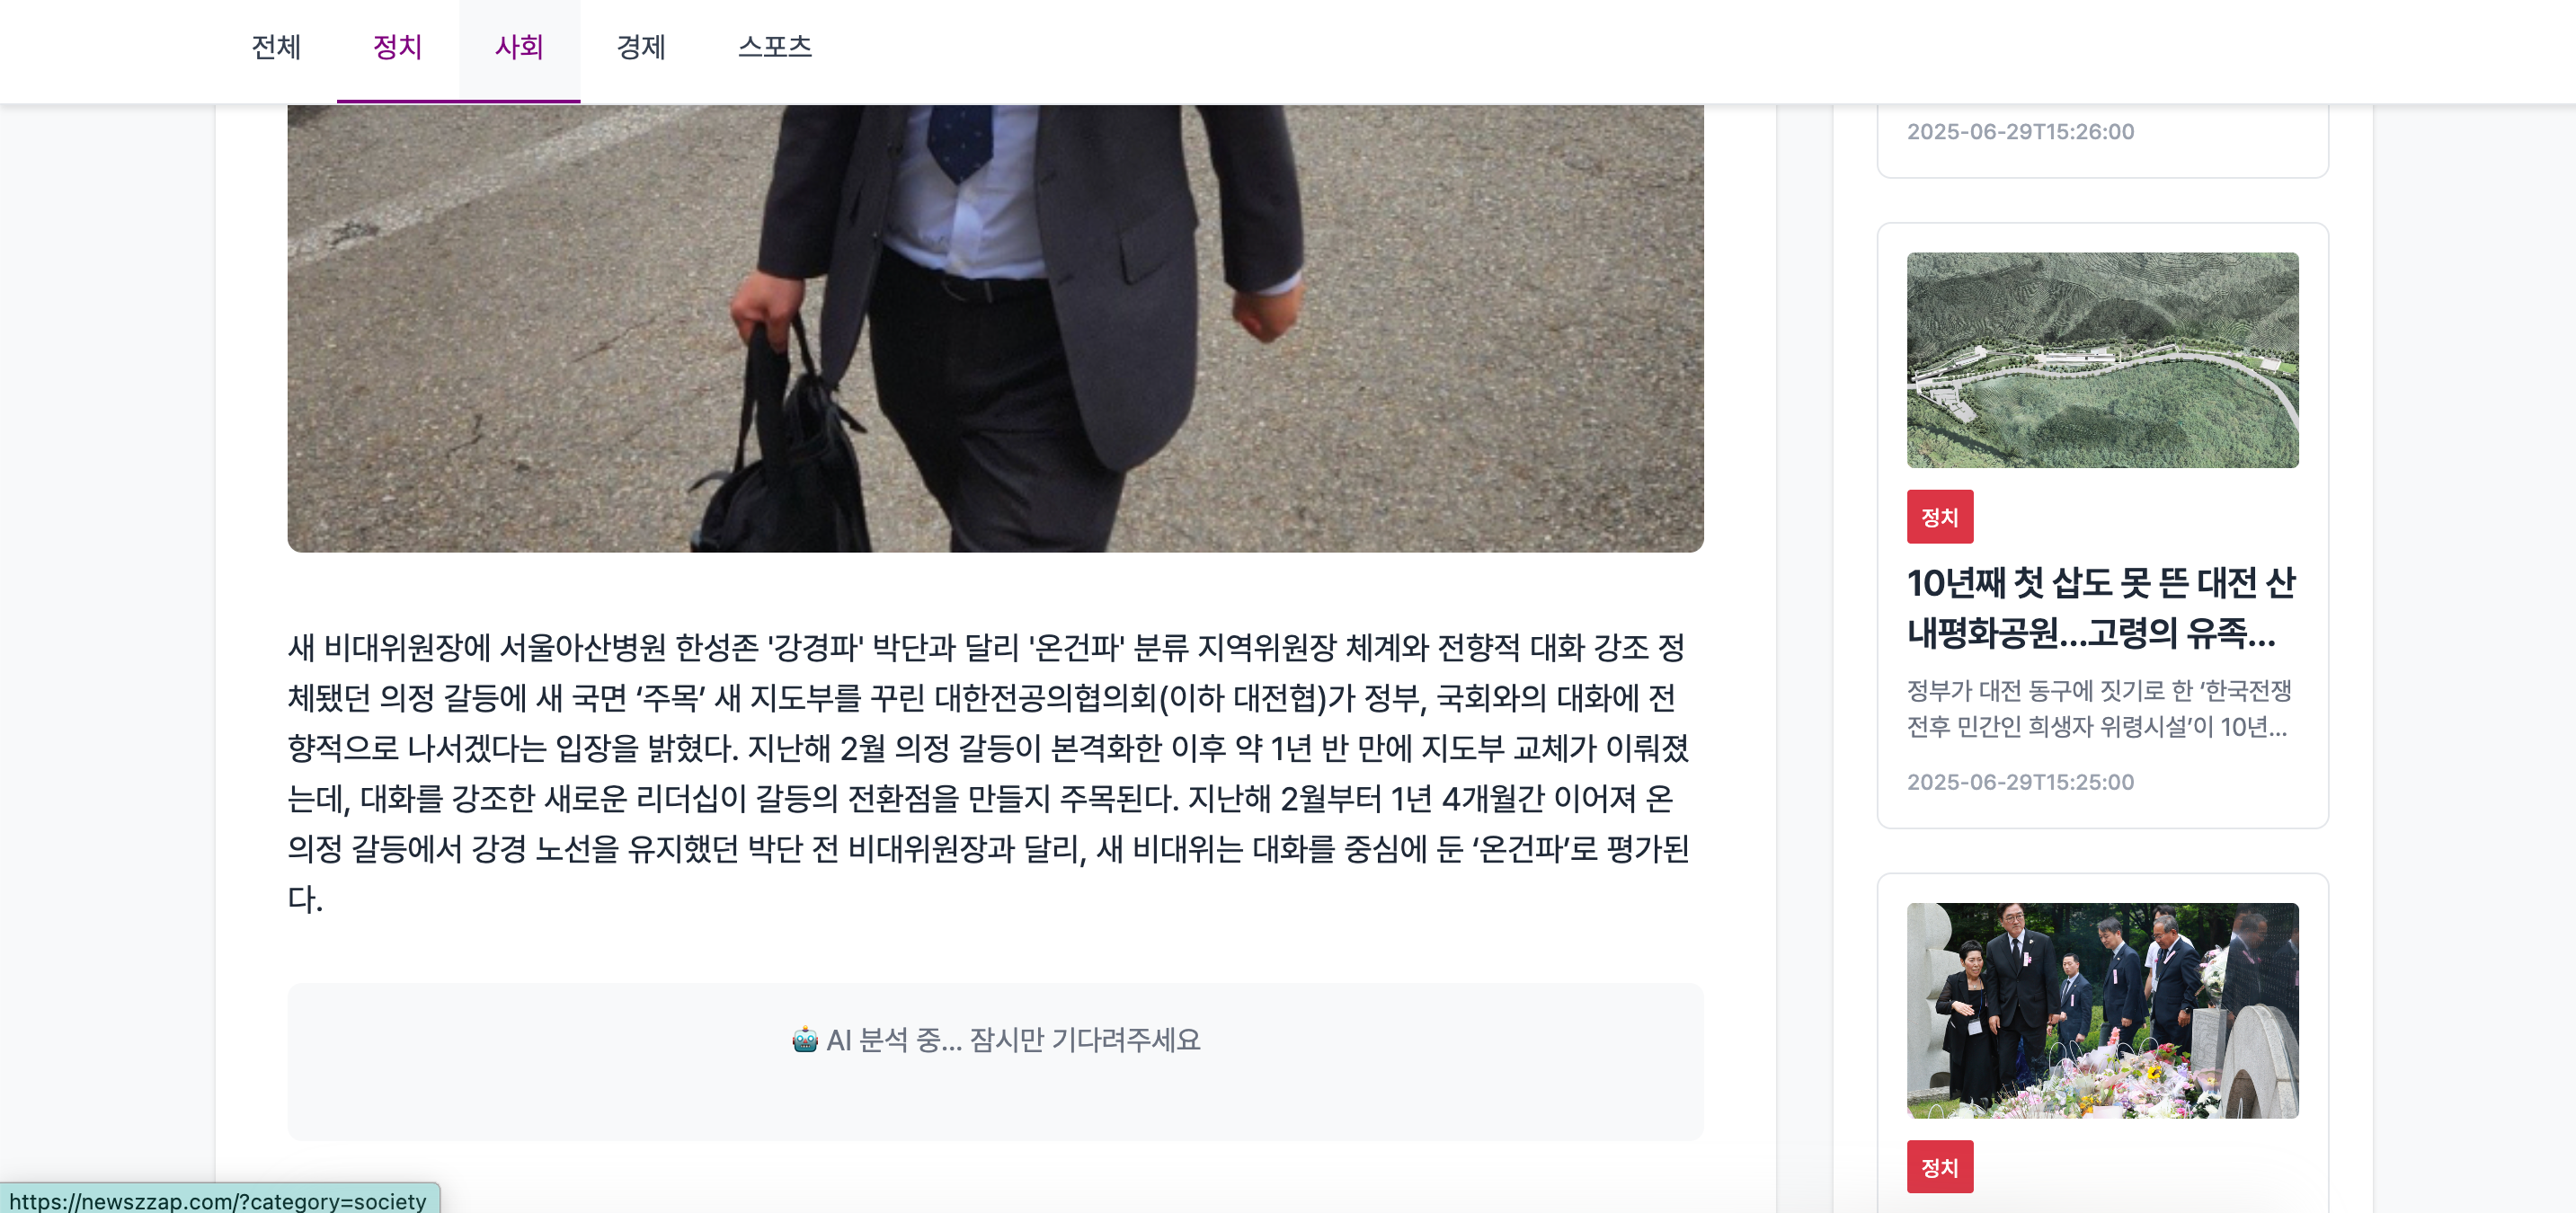 전체 정치 사회 경제 스포츠
새 비대위원장에 서울아산병원 한성존 '강경파' 박단과 달리 '온건파' 분류 지역위원장 체계와 전향적 대화 강조 정
체됐던 의정 갈등에 새 국면 ‘주목’ 새 지도부를 꾸린 대한전공의협의회(이하 대전협)가 정부, 국회와의 대화에 전
향적으로 나서겠다는 입장을 밝혔다. 지난해 2월 의정 갈등이 본격화한 이후 약 1년 반 만에 지도부 교체가 이뤄졌
는데, 대화를 강조한 새로운 리더십이 갈등의 전환점을 만들지 주목된다. 지난해 2월부터 1년 4개월간 이어져 온
의정 갈등에서 강경 노선을 유지했던 박단 전 비대위원장과 달리, 새 비대위는 대화를 중심에 둔 ‘온건파’로 평가된
다.
🤖 AI 분석 중... 잠시만 기다려주세요
2025-06-29T15:26:00
정치
10년째 첫 삽도 못 뜬 대전 산
내평화공원…고령의 유족...
정부가 대전 동구에 짓기로 한 ‘한국전쟁
전후 민간인 희생자 위령시설’이 10년...
2025-06-29T15:25:00
정치
https://newszzap.com/?category=society